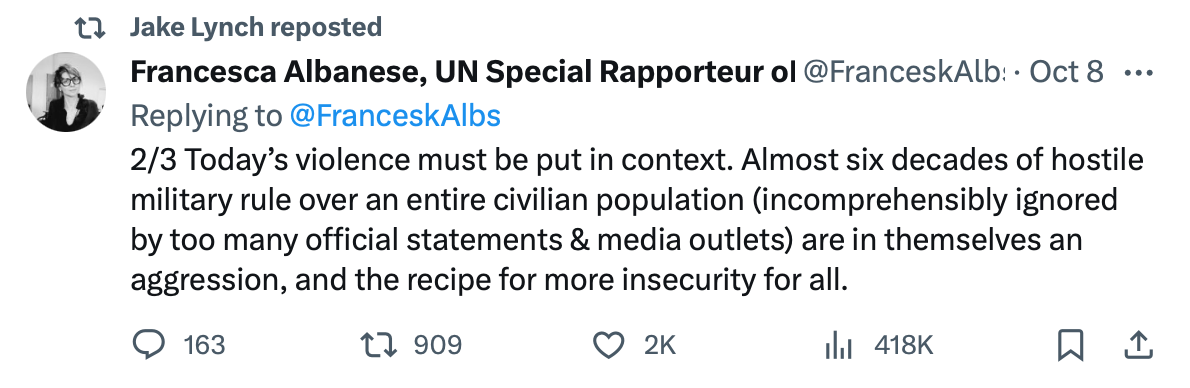 Jake Lynch reposted
Francesca Albanese, UN Special Rapporteur o @FranceskAlb · Oct 8
Replying to @FranceskAlbs
2/3 Today’s violence must be put in context. Almost six decades of hostile
military rule over an entire civilian population (incomprehensibly ignored
by too many official statements & media outlets) are in themselves an
aggression, and the recipe for more insecurity for all.
163 909 2K 418K